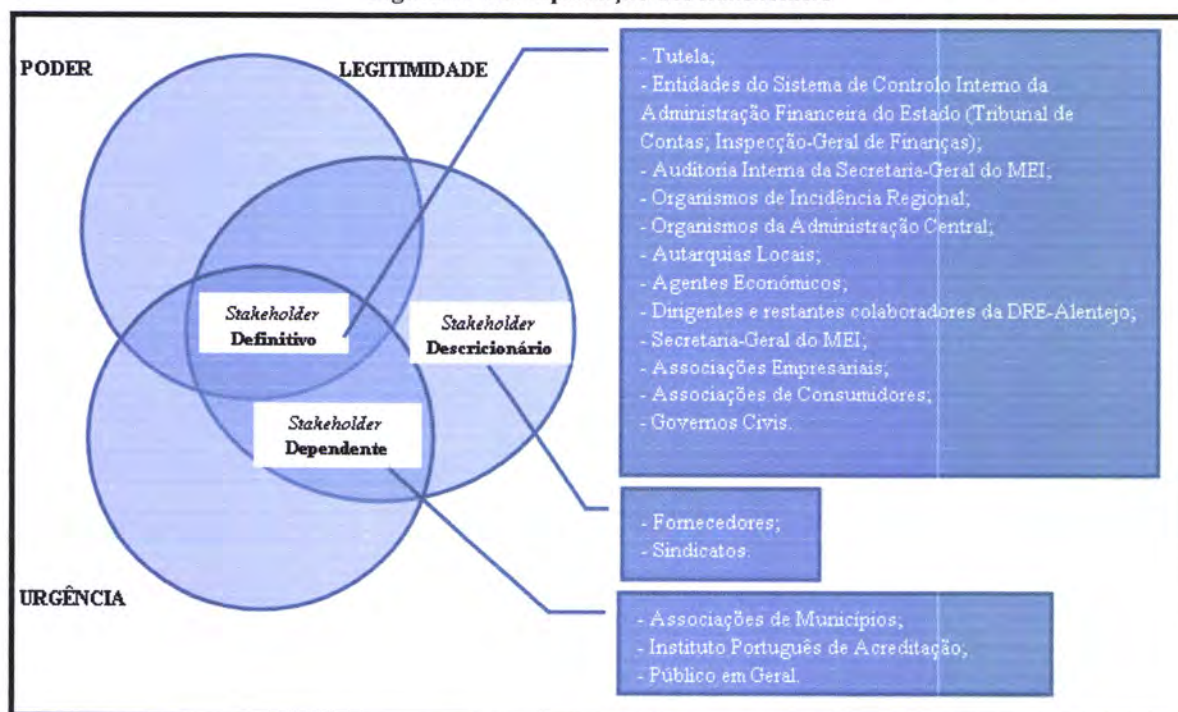 PODER
LEGITIMIDADE
Stakeholder
Definitivo
Stakeholder
Descricionário
Stakeholder
Dependente
URGÊNCIA
- Tutela;
- Entidades do Sistema de Controlo Interno da
Administração Financeira do Estado (Tribunal de
Contas; Inspecção-Geral de Finanças);
- Auditoria Interna da Secretaria-Geral do MEI;
- Organismos de Incidência Regional;
- Organismos da Administração Central;
- Autarquias Locais;
- Agentes Económicos;
- Dirigentes e restantes colaboradores da DRE-Alentejo;
- Secretaria-Geral do MEI;
- Associações Empresariais;
- Associações de Consumidores;
- Governos Civis.
- Fornecedores;
- Sindicatos.
- Associações de Municípios;
- Instituto Português de Acreditação;
- Público em Geral.